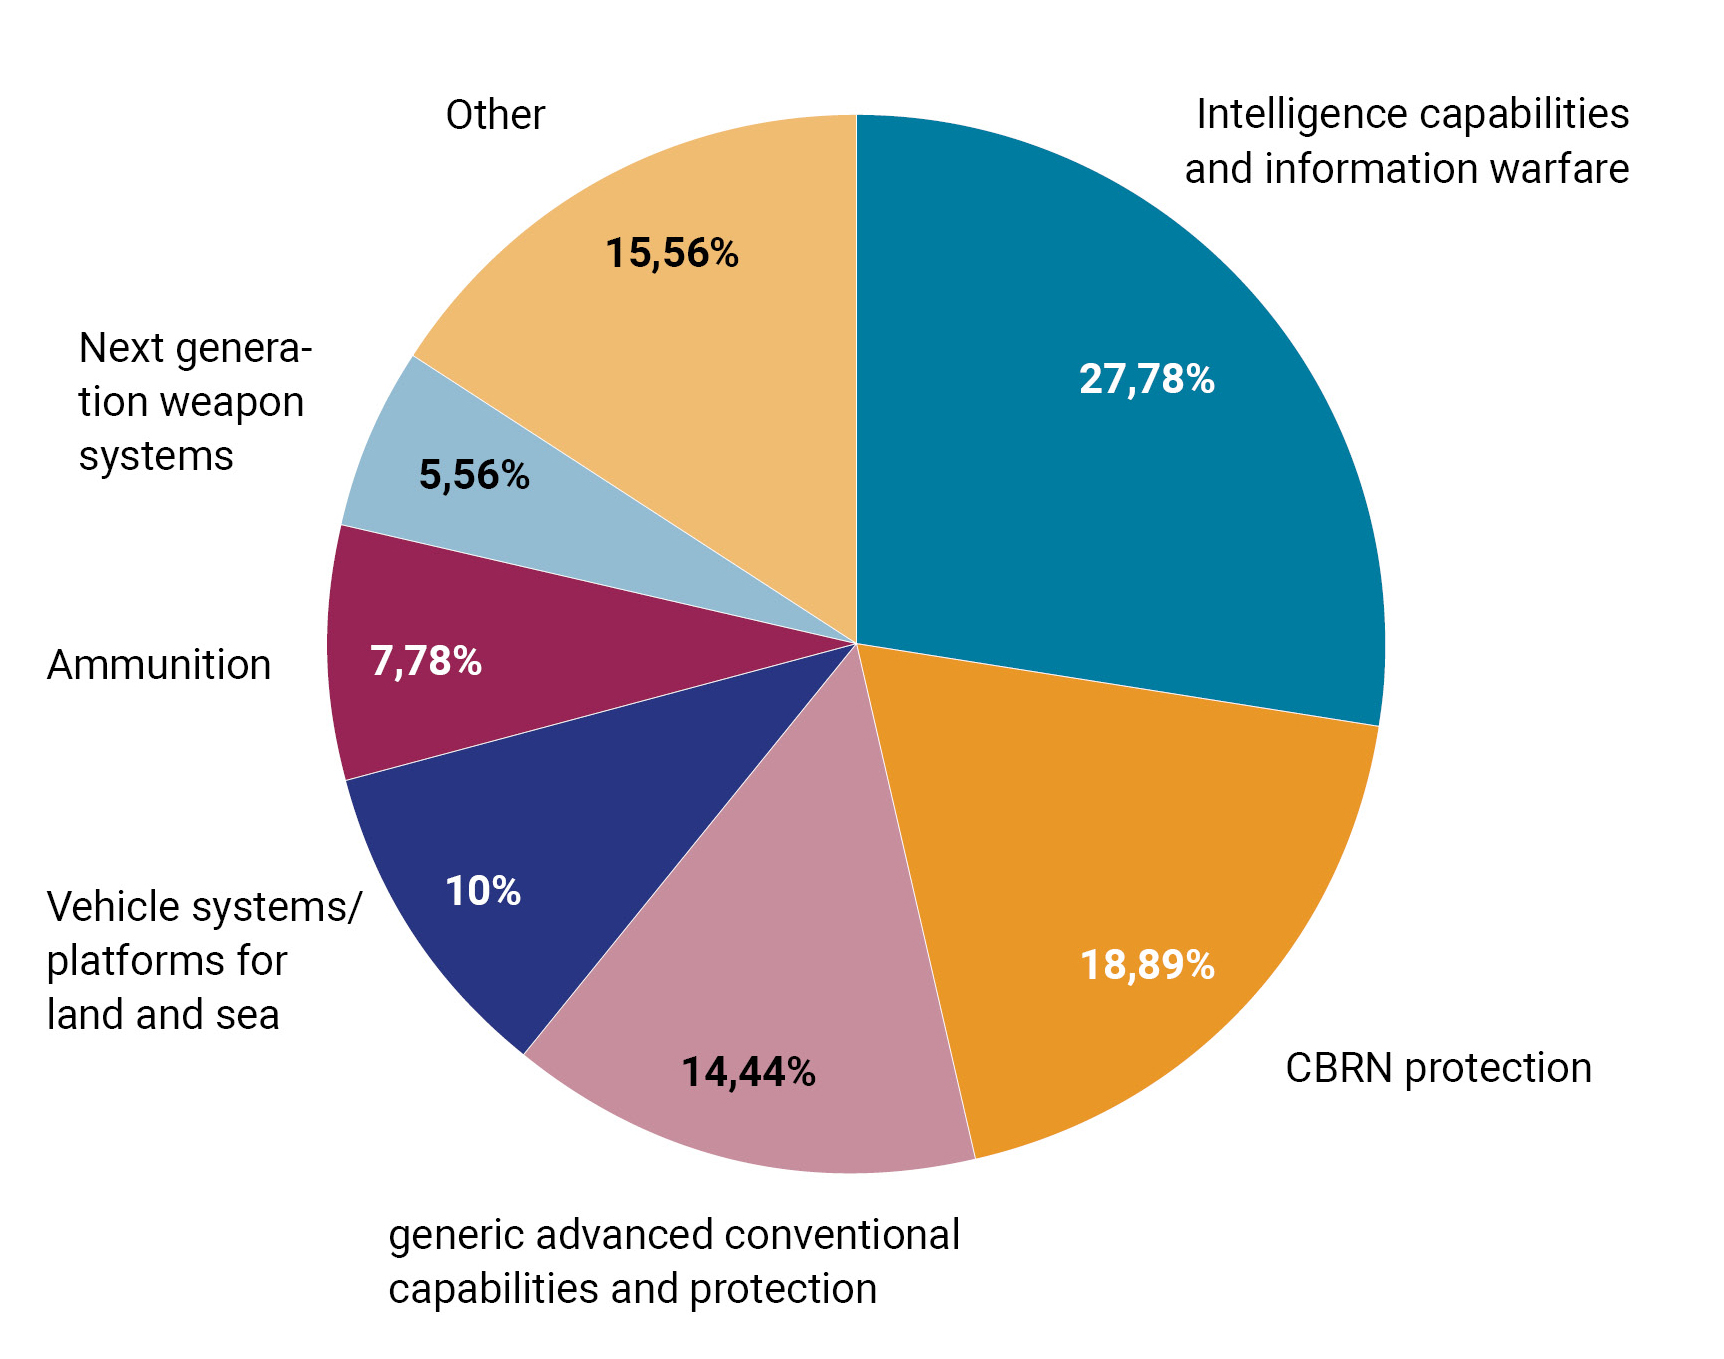 Other
Intelligence capabilities
and information warfare
15,56%
27,78%
Next genera-
tion weapon
systems
5,56%
Ammunition
7,78%
Vehicle systems/
platforms for
land and sea
10%
18,89%
14,44%
CBRN protection
generic advanced conventional
capabilities and protection